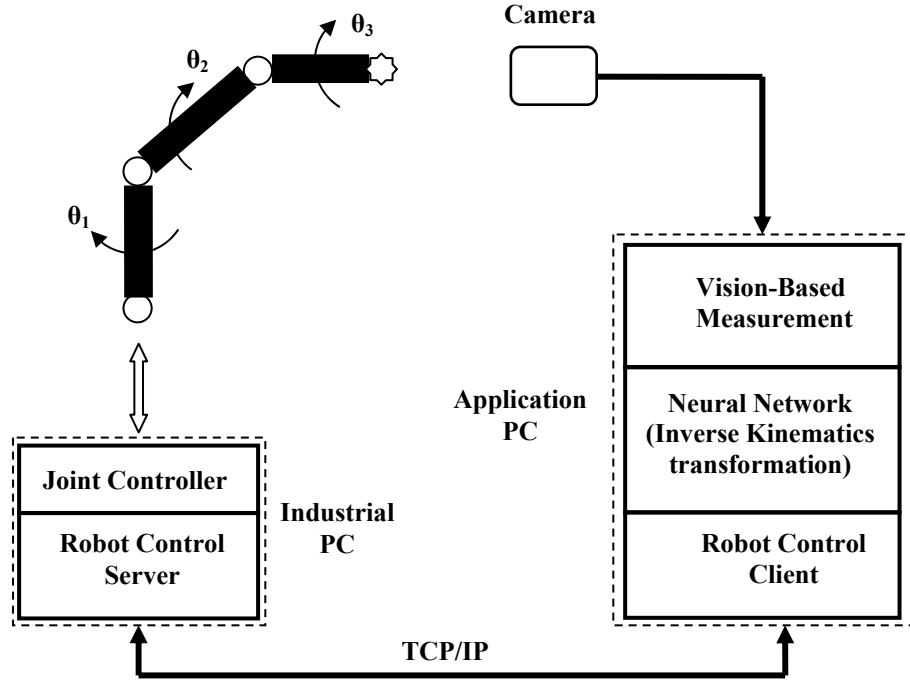 Camera
θ3
θ2
θ1
Vision-Based
Measurement
Application
PC
Neural Network
(Inverse Kinematics
transformation)
Joint Controller
Industrial
PC
Robot Control
Server
Robot Control
Client
TCP/IP